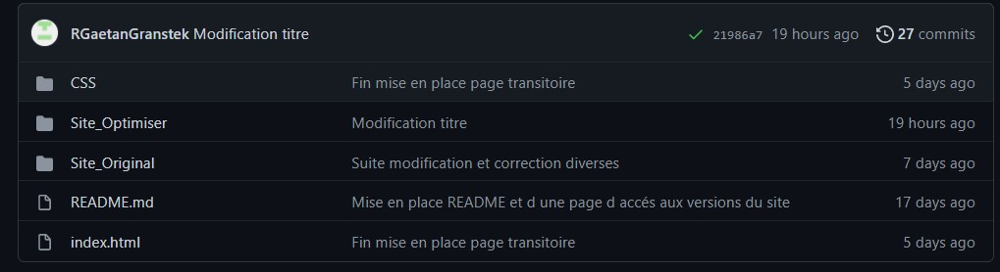 RGaetanGranstek Modification titre 21986a7 19 hours ago 27 commits
CSS Fin mise en place page transitoire 5 days ago
Site_Optimiser Modification titre 19 hours ago
Site_Original Suite modification et correction diverses 7 days ago
README.md Mise en place README et d une page d accés aux versions du site 17 days ago
index.html Fin mise en place page transitoire 5 days ago